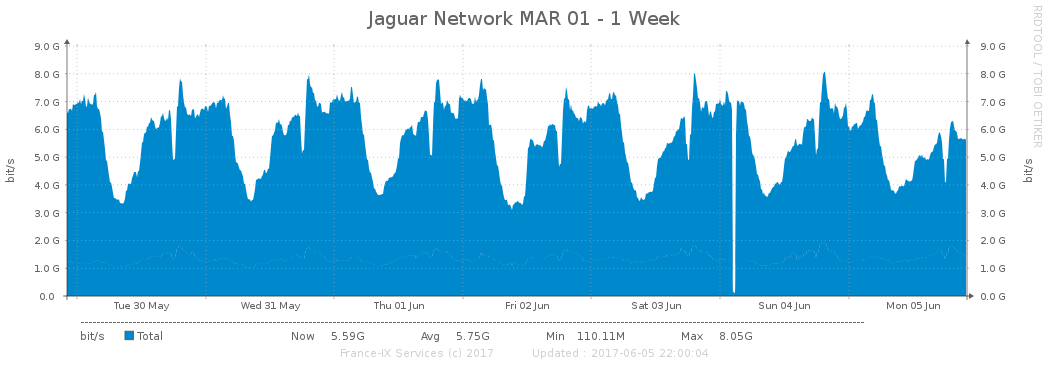 Jaguar Network MAR 01 - 1 Week
RRDTOOL / TOBI OETIKER
9.0 G 9.0 G
8.0 G 8.0 G
7.0 G 7.0 G
6.0 G 6.0 G
5.0 G 5.0 G
4.0 G 4.0 G
3.0 G 3.0 G
2.0 G 2.0 G
1.0 G 1.0 G
0.0 0.0 G
bit/s bit/s
Tue 30 May Wed 31 May Thu 01 Jun Fri 02 Jun Sat 03 Jun Sun 04 Jun Mon 05 Jun
bit/s Total Now 5.59G Avg 5.75G Min 110.11M Max 8.05G
France-IX Services (c) 2017 Updated : 2017-06-05 22:00:04